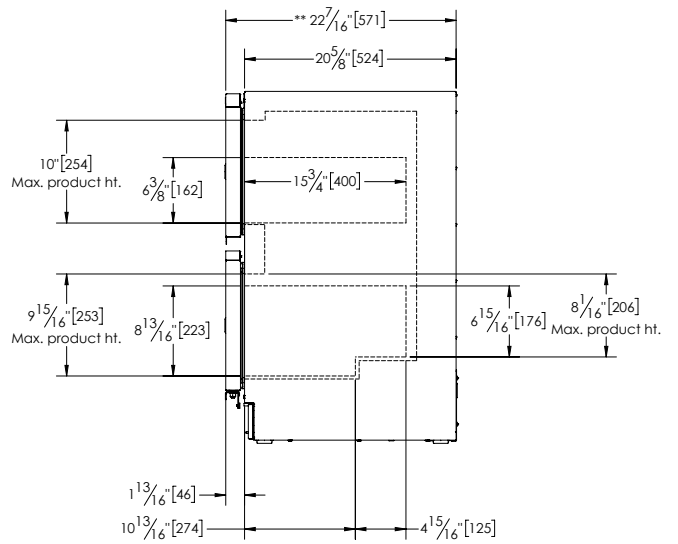 ** 22 7/16"[571]
20 5/8"[524]
10"[254]
Max. product ht.
6 3/8"[162]
15 3/4"[400]
9 15/16"[253]
Max. product ht.
8 13/16"[223]
6 15/16"[176]
8 1/16"[206]
Max. product ht.
1 13/16"[46]
10 13/16"[274]
4 15/16"[125]